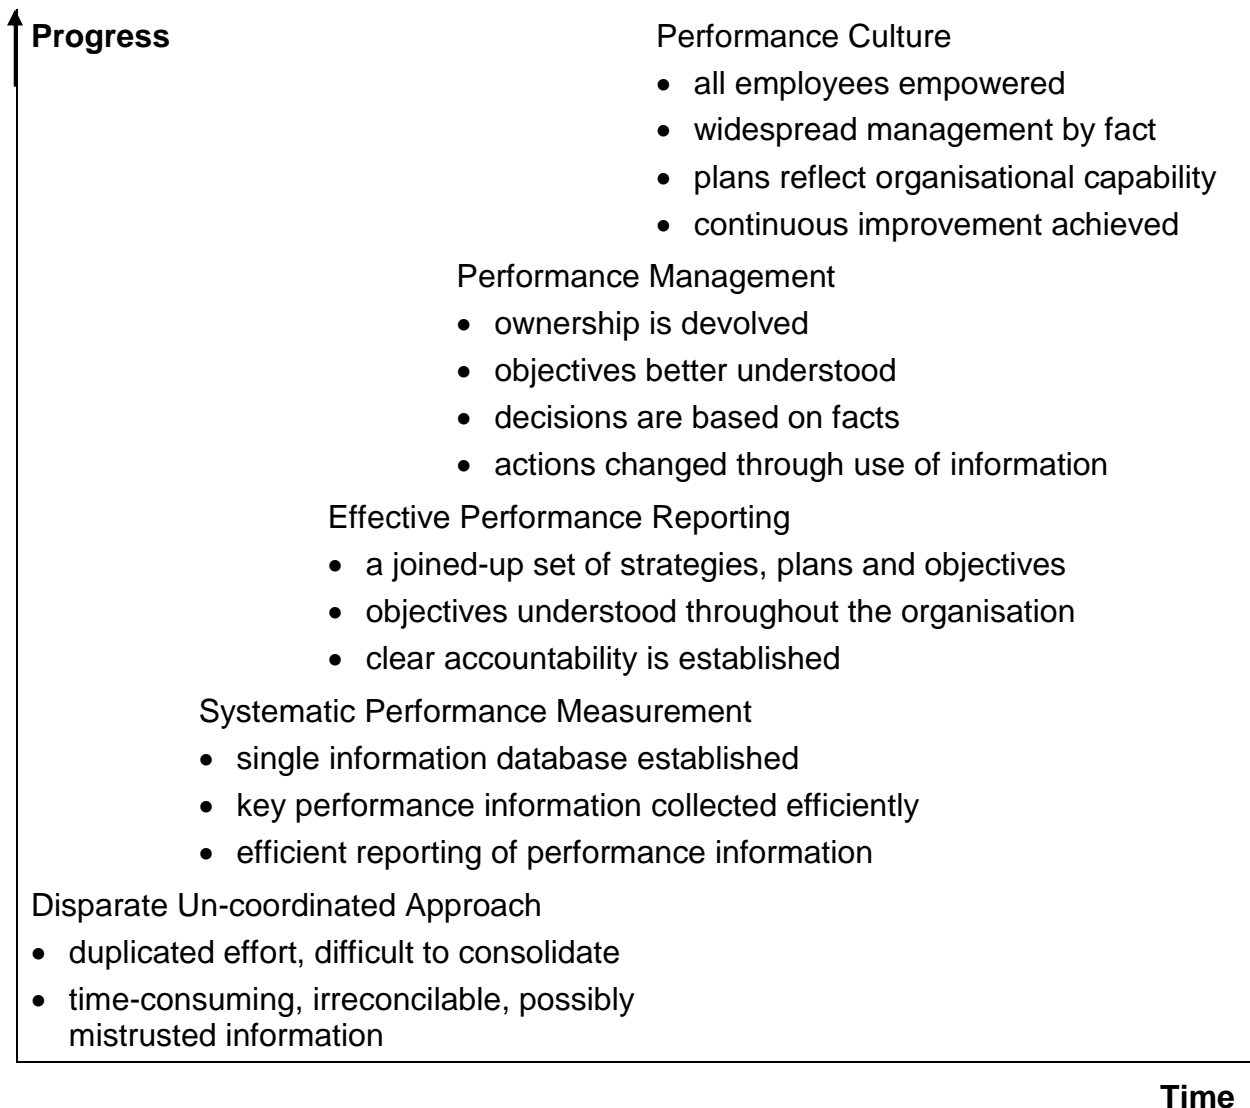 Progress
Performance Culture
• all employees empowered
• widespread management by fact
• plans reflect organisational capability
• continuous improvement achieved
Performance Management
• ownership is devolved
• objectives better understood
• decisions are based on facts
• actions changed through use of information
Effective Performance Reporting
• a joined-up set of strategies, plans and objectives
• objectives understood throughout the organisation
• clear accountability is established
Systematic Performance Measurement
• single information database established
• key performance information collected efficiently
• efficient reporting of performance information
Disparate Un-coordinated Approach
• duplicated effort, difficult to consolidate
• time-consuming, irreconcilable, possibly
mistrusted information
Time